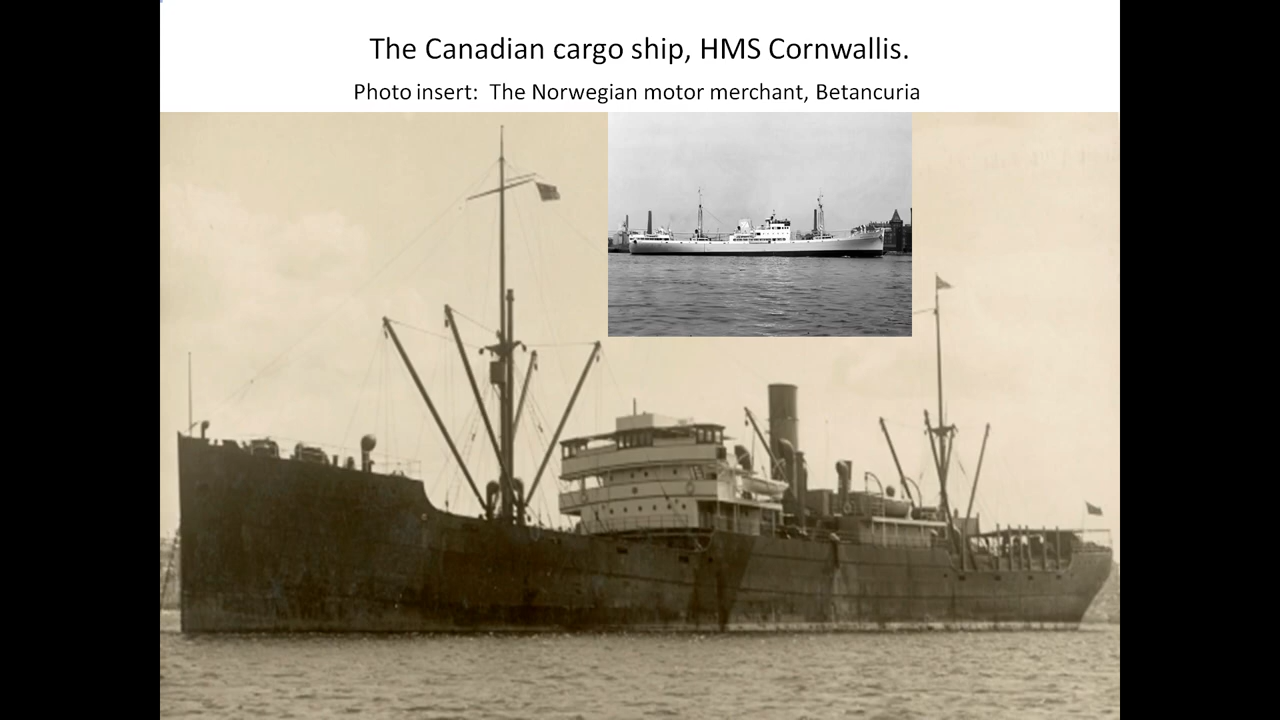 The Canadian cargo ship, HMS Cornwallis.
Photo insert:  The Norwegian motor merchant, Betancuria